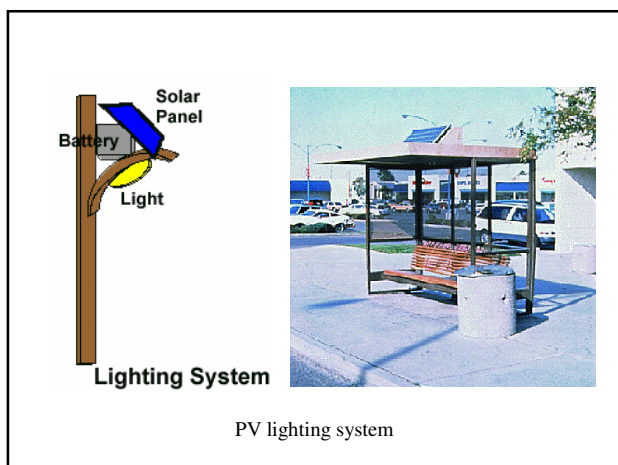 Solar
Panel
Battery
Light
Lighting System
PV lighting system